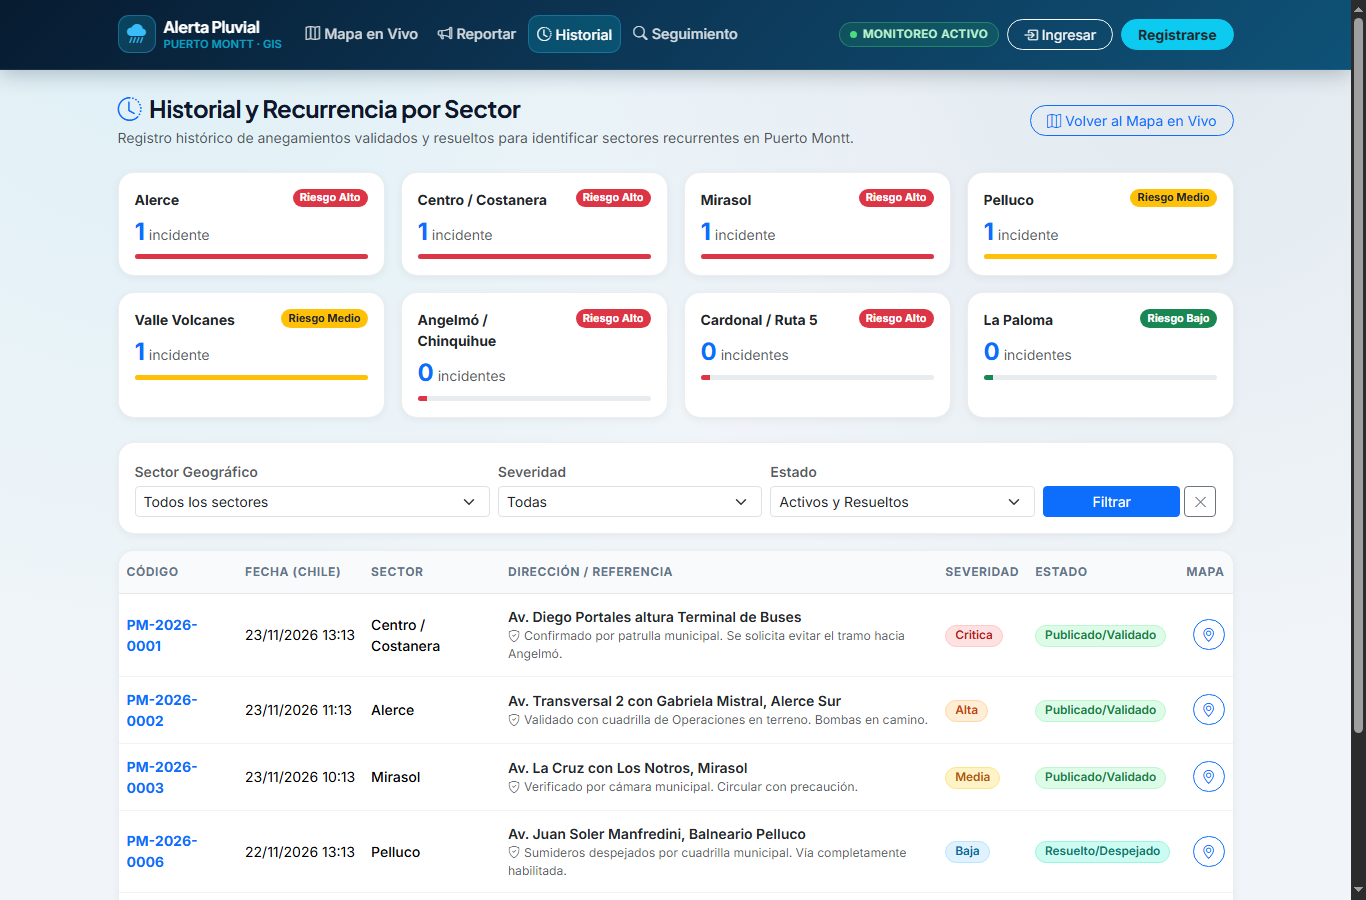 Alerta Pluvial
PUERTO MONTT · GIS
Mapa en Vivo
Reportar
Historial
Seguimiento
MONITOREO ACTIVO
Ingresar
Registrarse
Historial y Recurrencia por Sector
Registro histórico de anegamientos validados y resueltos para identificar sectores recurrentes en Puerto Montt.
Volver al Mapa en Vivo
Alerce
Riesgo Alto
1 incidente
Centro / Costanera
Riesgo Alto
1 incidente
Mirasol
Riesgo Alto
1 incidente
Pelluco
Riesgo Medio
1 incidente
Valle Volcanes
Riesgo Medio
1 incidente
Angelmó /
Chinquihue
Riesgo Alto
0 incidentes
Cardonal / Ruta 5
Riesgo Alto
0 incidentes
La Paloma
Riesgo Bajo
0 incidentes
Sector Geográfico
Todos los sectores
Severidad
Todas
Estado
Activos y Resueltos
Filtrar
CÓDIGO FECHA (CHILE) SECTOR DIRECCIÓN / REFERENCIA SEVERIDAD ESTADO MAPA
PM-2026-
0001
23/11/2026 13:13
Centro /
Costanera
Av. Diego Portales altura Terminal de Buses
Confirmado por patrulla municipal. Se solicita evitar el tramo hacia
Angelmó.
Critica
Publicado/Validado
PM-2026-
0002
23/11/2026 11:13
Alerce
Av. Transversal 2 con Gabriela Mistral, Alerce Sur
Validado con cuadrilla de Operaciones en terreno. Bombas en camino.
Alta
Publicado/Validado
PM-2026-
0003
23/11/2026 10:13
Mirasol
Av. La Cruz con Los Notros, Mirasol
Verificado por cámara municipal. Circular con precaución.
Media
Publicado/Validado
PM-2026-
0006
22/11/2026 13:13
Pelluco
Av. Juan Soler Manfredini, Balneario Pelluco
Sumideros despejados por cuadrilla municipal. Vía completamente
habilitada.
Baja
Resuelto/Despejado